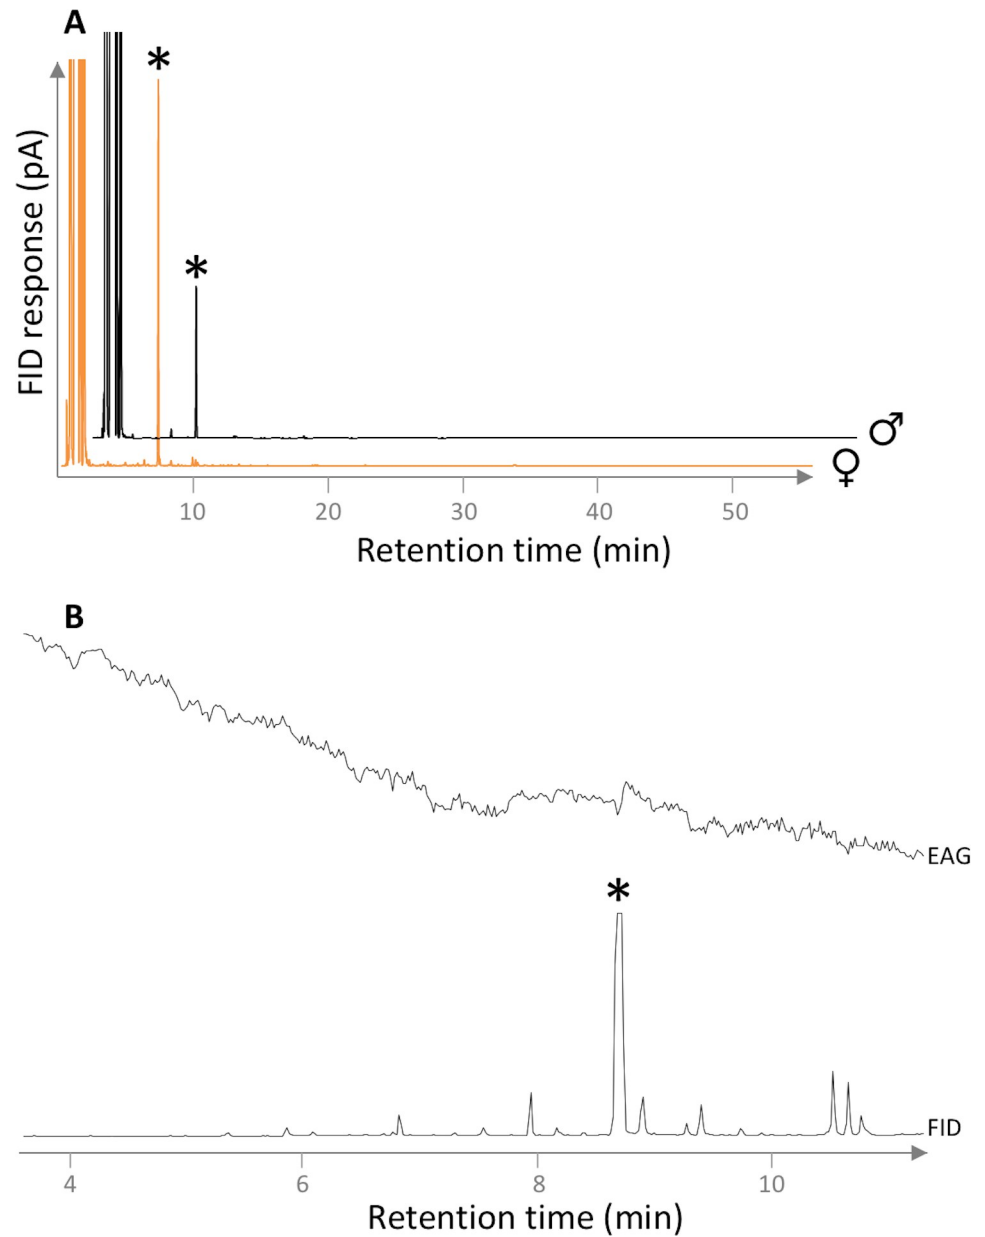 A
*
*
FID response (pA)
♂
♀
10 20 30 40 50
Retention time (min)
B
EAG
*
FID
4 6 8 10
Retention time (min)